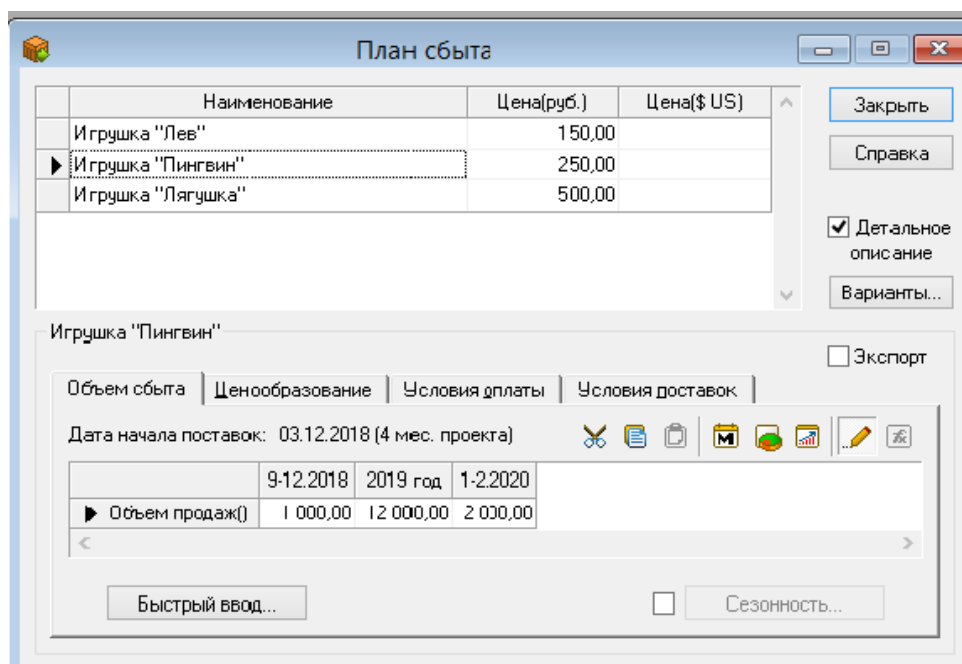 План сбыта
Наименование Цена(руб.) Цена($ US)
Закрыть
Игрушка "Лев" 150,00
Игрушка "Пингвин" 250,00
Справка
Игрушка "Лягушка" 500,00
Детальное
описание
Варианты...
Игрушка "Пингвин"
Экспорт
Объем сбыта Ценообразование Условия оплаты Условия поставок
Дата начала поставок: 03.12.2018 (4 мес. проекта)
9-12.2018 2019 год 1-2.2020
Объем продаж() 1 000,00 12 000,00 2 000,00
Быстрый ввод... Сезонность...